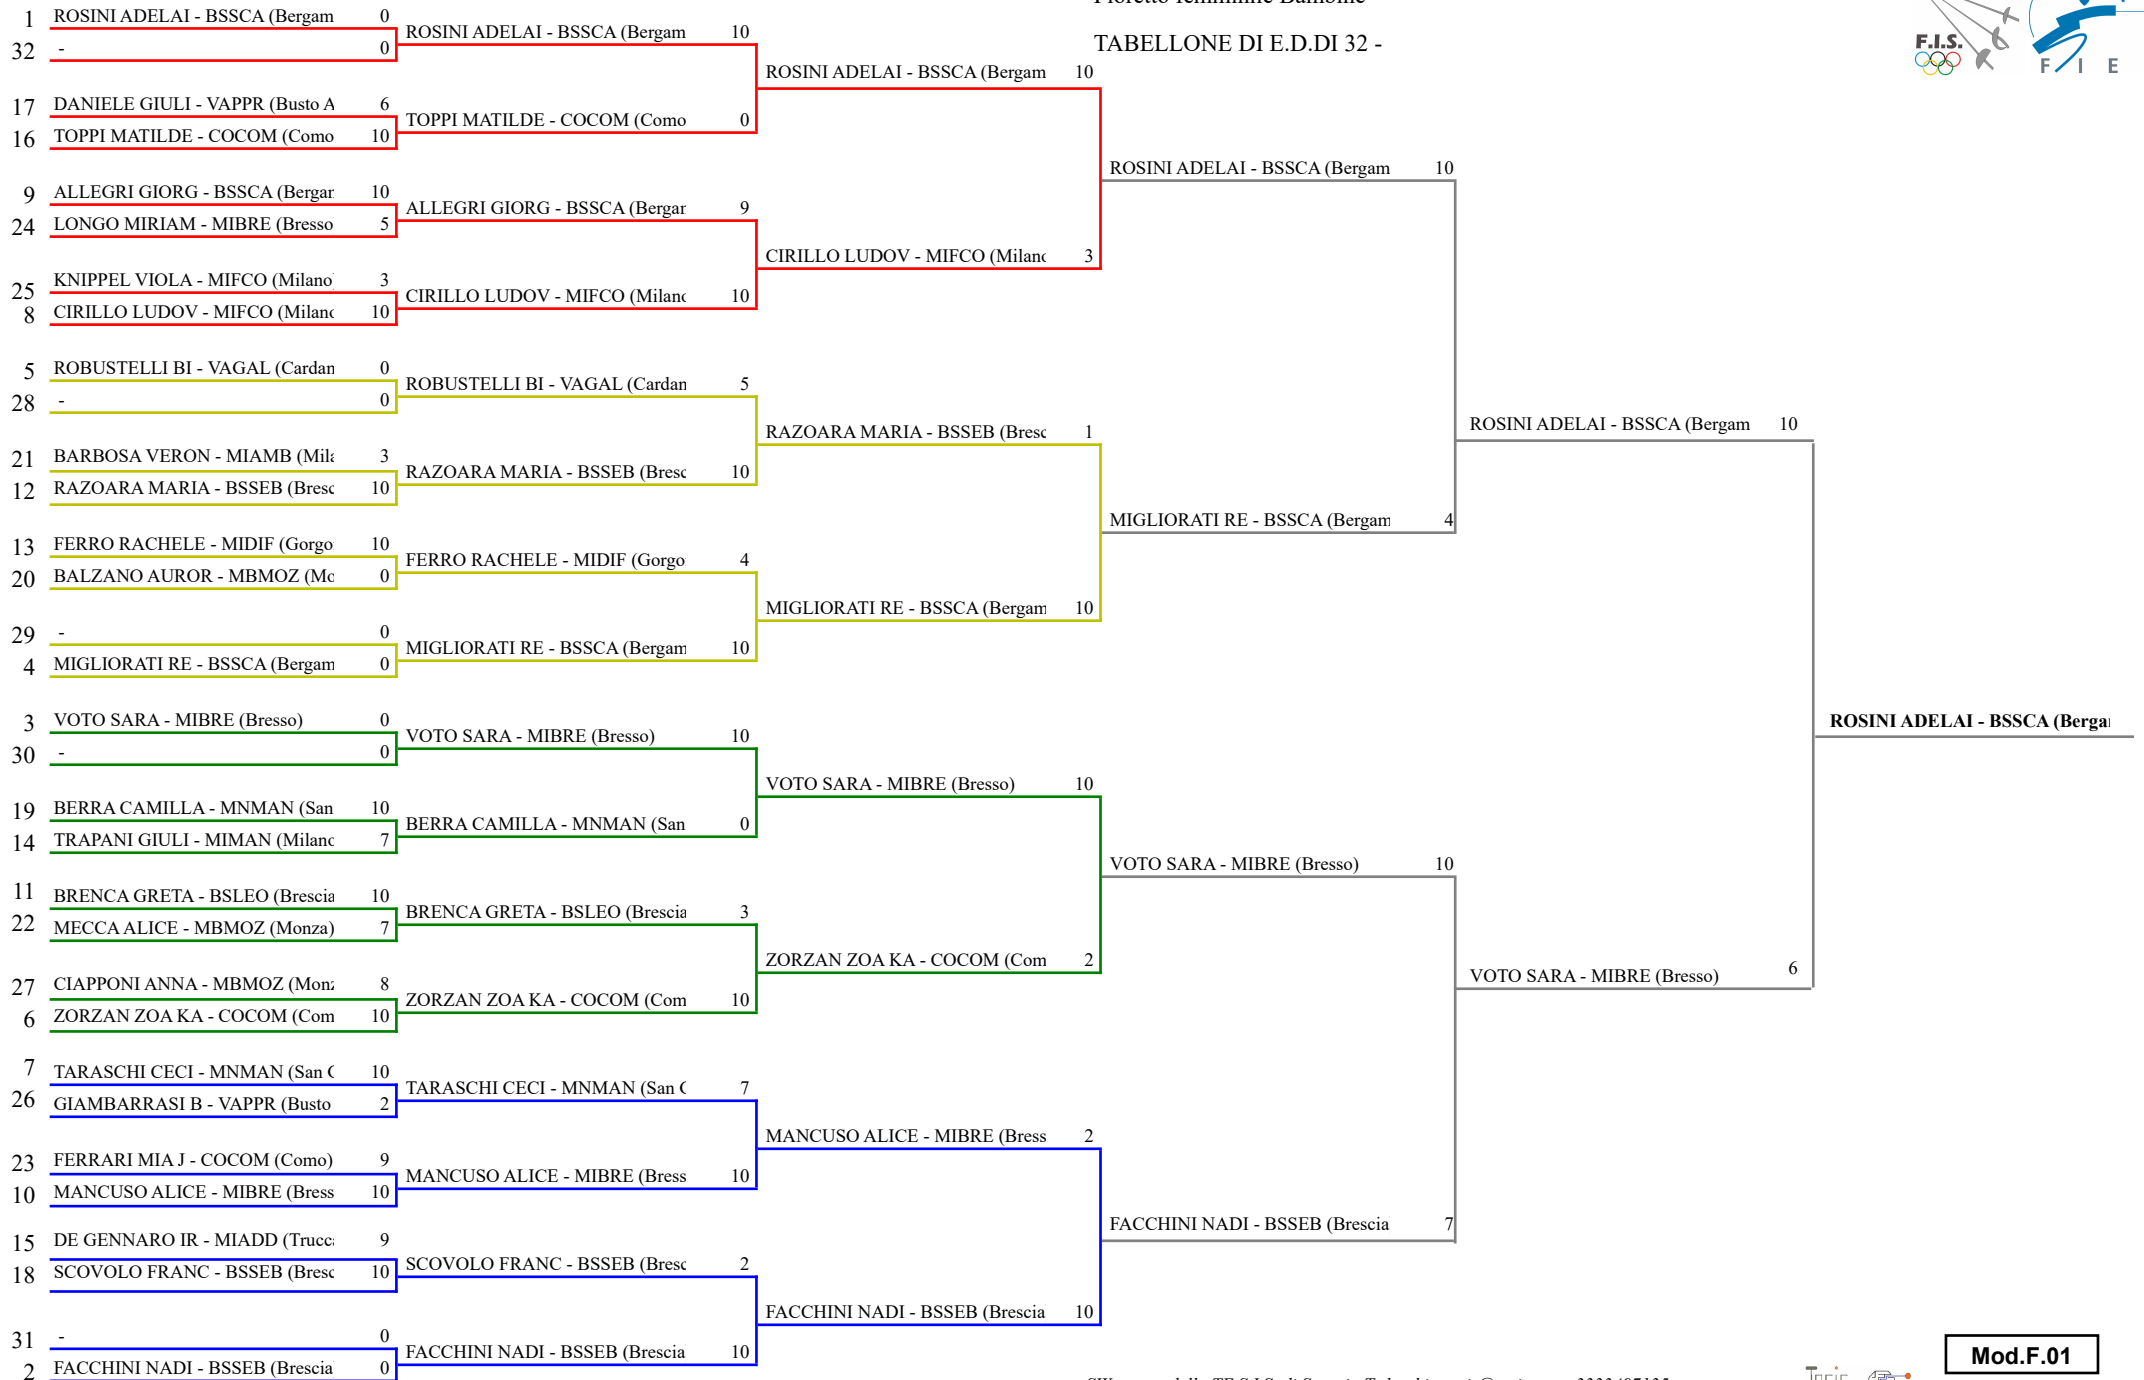 Fioretto femminile Bambine
TABELLONE DI E.D.DI 32 -
F.I.S.
F I E
1 ROSINI ADELAI - BSSCA (Bergam 0
32 - 0
17 DANIELE GIULI - VAPPR (Busto A 6
16 TOPPI MATILDE - COCOM (Como 10
9 ALLEGRI GIORG - BSSCA (Bergar 10
24 LONGO MIRIAM - MIBRE (Bresso 5
25 KNIPPEL VIOLA - MIFCO (Milano 3
8 CIRILLO LUDOV - MIFCO (Milano 10
5 ROBUSTELLI BI - VAGAL (Cardan 0
28 - 0
21 BARBOSA VERON - MIAMB (Mila 3
12 RAZOARA MARIA - BSSEB (Bresc 10
13 FERRO RACHELE - MIDIF (Gorgo 10
20 BALZANO AUROR - MBMOZ (Mo 0
29 - 0
4 MIGLIORATI RE - BSSCA (Bergam 0
3 VOTO SARA - MIBRE (Bresso) 0
30 - 0
19 BERRA CAMILLA - MNMAN (San 10
14 TRAPANI GIULI - MIMAN (Milano 7
11 BRENCA GRETA - BSLEO (Brescia 10
22 MECCA ALICE - MBMOZ (Monza) 7
27 CIAPPONI ANNA - MBMOZ (Monz 8
6 ZORZAN ZOA KA - COCOM (Com 10
7 TARASCHI CECI - MNMAN (San G 10
26 GIAMBARRASI B - VAPPR (Busto 2
23 FERRARI MIA J - COCOM (Como) 9
10 MANCUSO ALICE - MIBRE (Bress 10
15 DE GENNARO IR - MIADD (Trucca 9
18 SCOVOLO FRANC - BSSEB (Bresc 10
31 - 0
2 FACCHINI NADI - BSSEB (Brescia 0
ROSINI ADELAI - BSSCA (Bergam 10
TOPPI MATILDE - COCOM (Como 0
ALLEGRI GIORG - BSSCA (Bergar 9
CIRILLO LUDOV - MIFCO (Milano 10
ROBUSTELLI BI - VAGAL (Cardan 5
RAZOARA MARIA - BSSEB (Bresc 10
FERRO RACHELE - MIDIF (Gorgo 4
MIGLIORATI RE - BSSCA (Bergam 10
VOTO SARA - MIBRE (Bresso) 10
BERRA CAMILLA - MNMAN (San 0
BRENCA GRETA - BSLEO (Brescia 3
ZORZAN ZOA KA - COCOM (Com 10
TARASCHI CECI - MNMAN (San G 7
MANCUSO ALICE - MIBRE (Bress 10
SCOVOLO FRANC - BSSEB (Bresc 2
FACCHINI NADI - BSSEB (Brescia 10
ROSINI ADELAI - BSSCA (Bergam 10
CIRILLO LUDOV - MIFCO (Milano 3
RAZOARA MARIA - BSSEB (Bresc 1
MIGLIORATI RE - BSSCA (Bergam 10
VOTO SARA - MIBRE (Bresso) 10
ZORZAN ZOA KA - COCOM (Com 2
MANCUSO ALICE - MIBRE (Bress 2
FACCHINI NADI - BSSEB (Brescia 10
ROSINI ADELAI - BSSCA (Bergam 10
MIGLIORATI RE - BSSCA (Bergam 4
VOTO SARA - MIBRE (Bresso) 10
FACCHINI NADI - BSSEB (Brescia 7
ROSINI ADELAI - BSSCA (Bergam 10
VOTO SARA - MIBRE (Bresso) 6
ROSINI ADELAI - BSSCA (Bergar
Mod.F.01